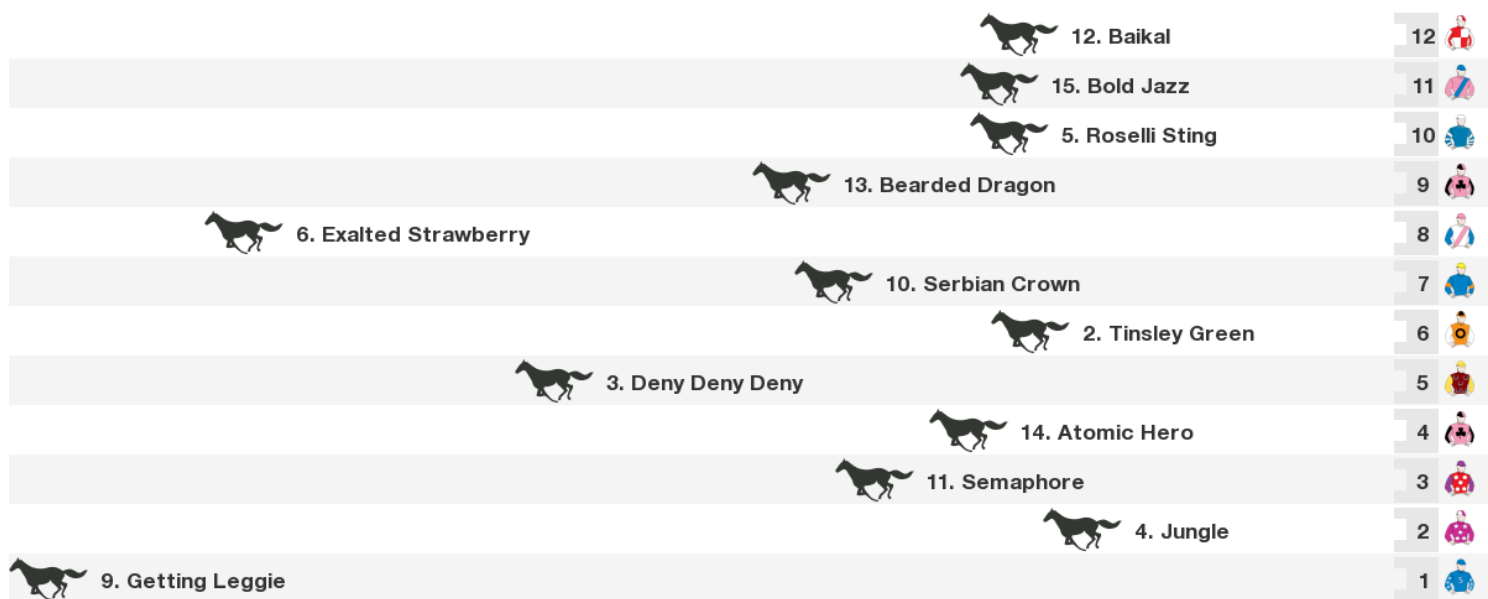 12. Baikal 12
15. Bold Jazz 11
5. Roselli Sting 10
13. Bearded Dragon 9
6. Exalted Strawberry 8
10. Serbian Crown 7
2. Tinsley Green 6
3. Deny Deny Deny 5
14. Atomic Hero 4
11. Semaphore 3
4. Jungle 2
9. Getting Leggie 1